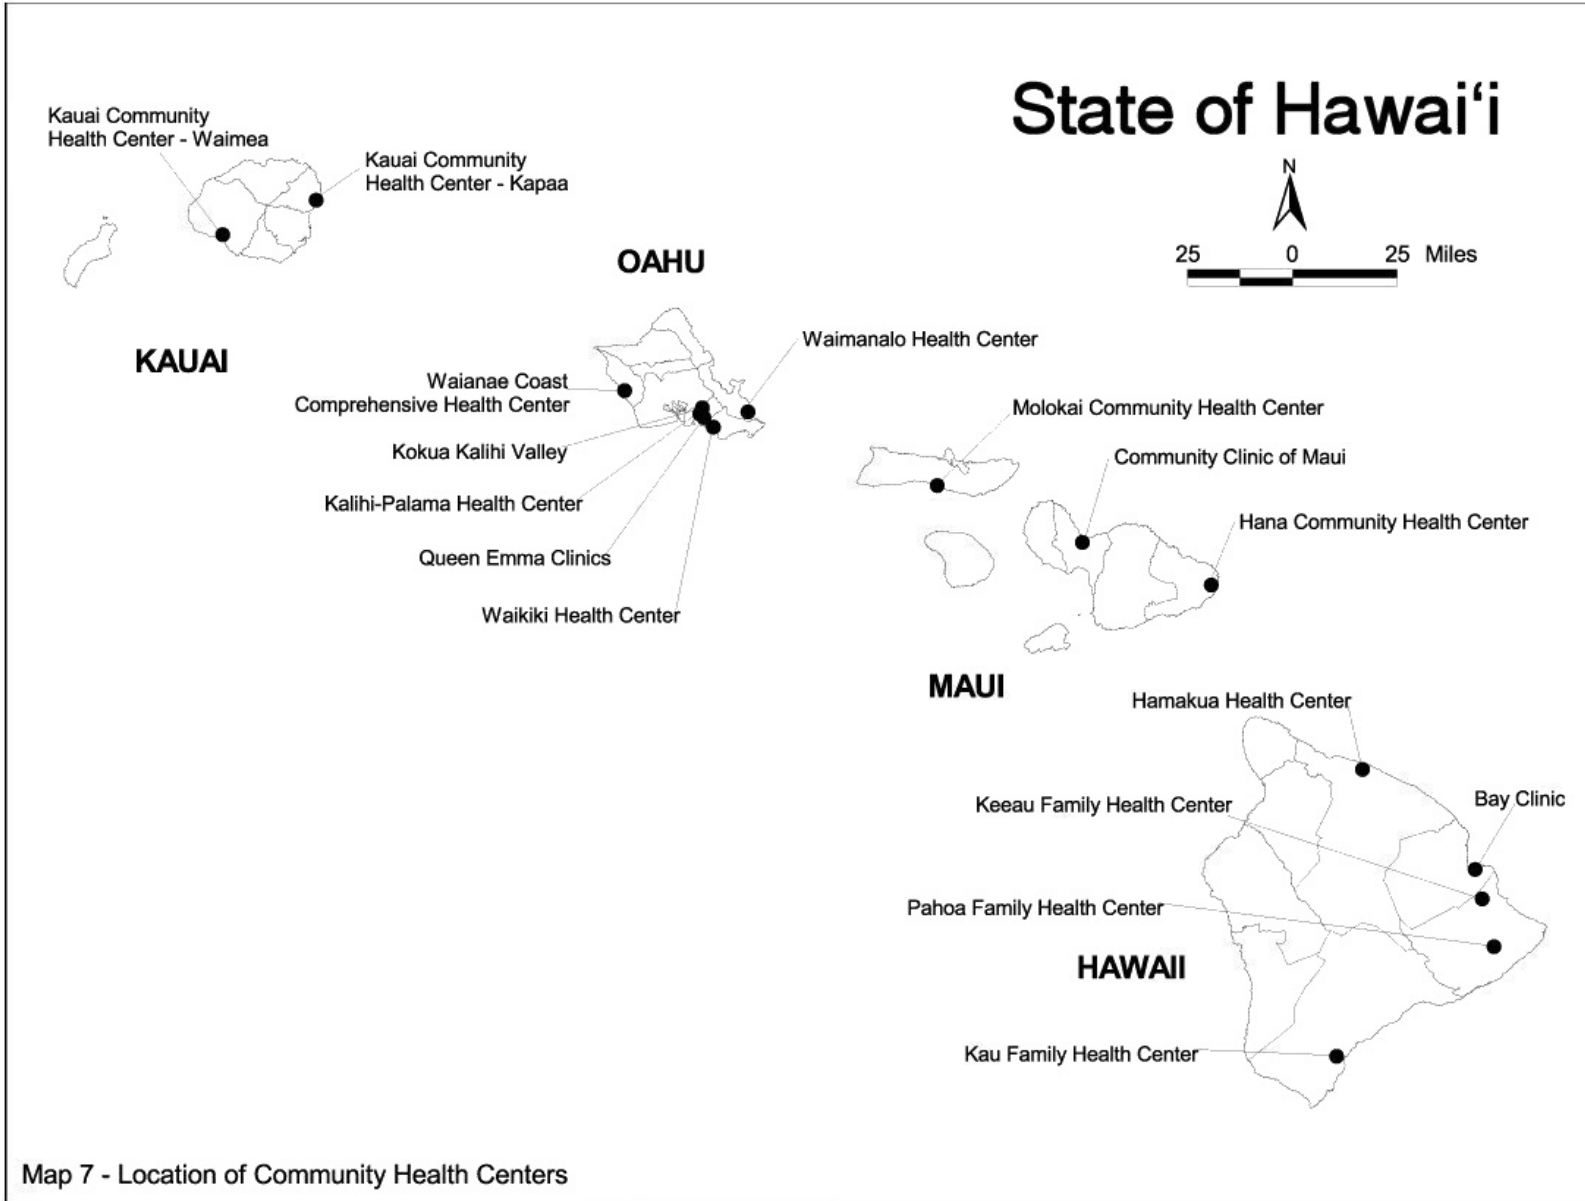 State of Hawai‘i
N
25 0 25 Miles
Kauai Community
Health Center - Waimea
Kauai Community
Health Center - Kapaa
KAUAI
OAHU
Waimanalo Health Center
Waianae Coast
Comprehensive Health Center
Kokua Kalihi Valley
Kalihi-Palama Health Center
Queen Emma Clinics
Waikiki Health Center
Molokai Community Health Center
Community Clinic of Maui
Hana Community Health Center
MAUI
Hamakua Health Center
Keeau Family Health Center
Bay Clinic
Pahoa Family Health Center
HAWAII
Kau Family Health Center
Map 7 - Location of Community Health Centers